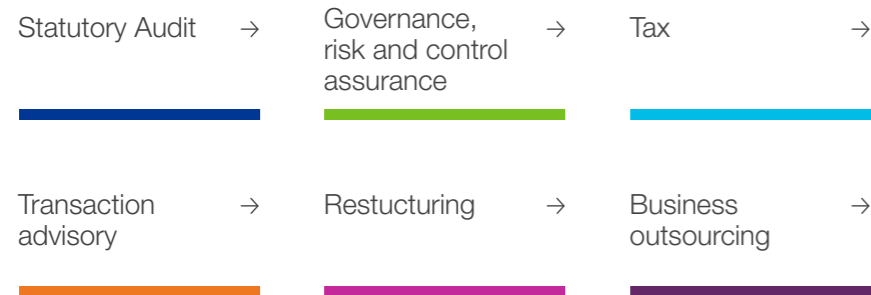 Statutory Audit →
Governance,
risk and control
assurance →
Tax →
Transaction
advisory →
Restucturing →
Business
outsourcing →